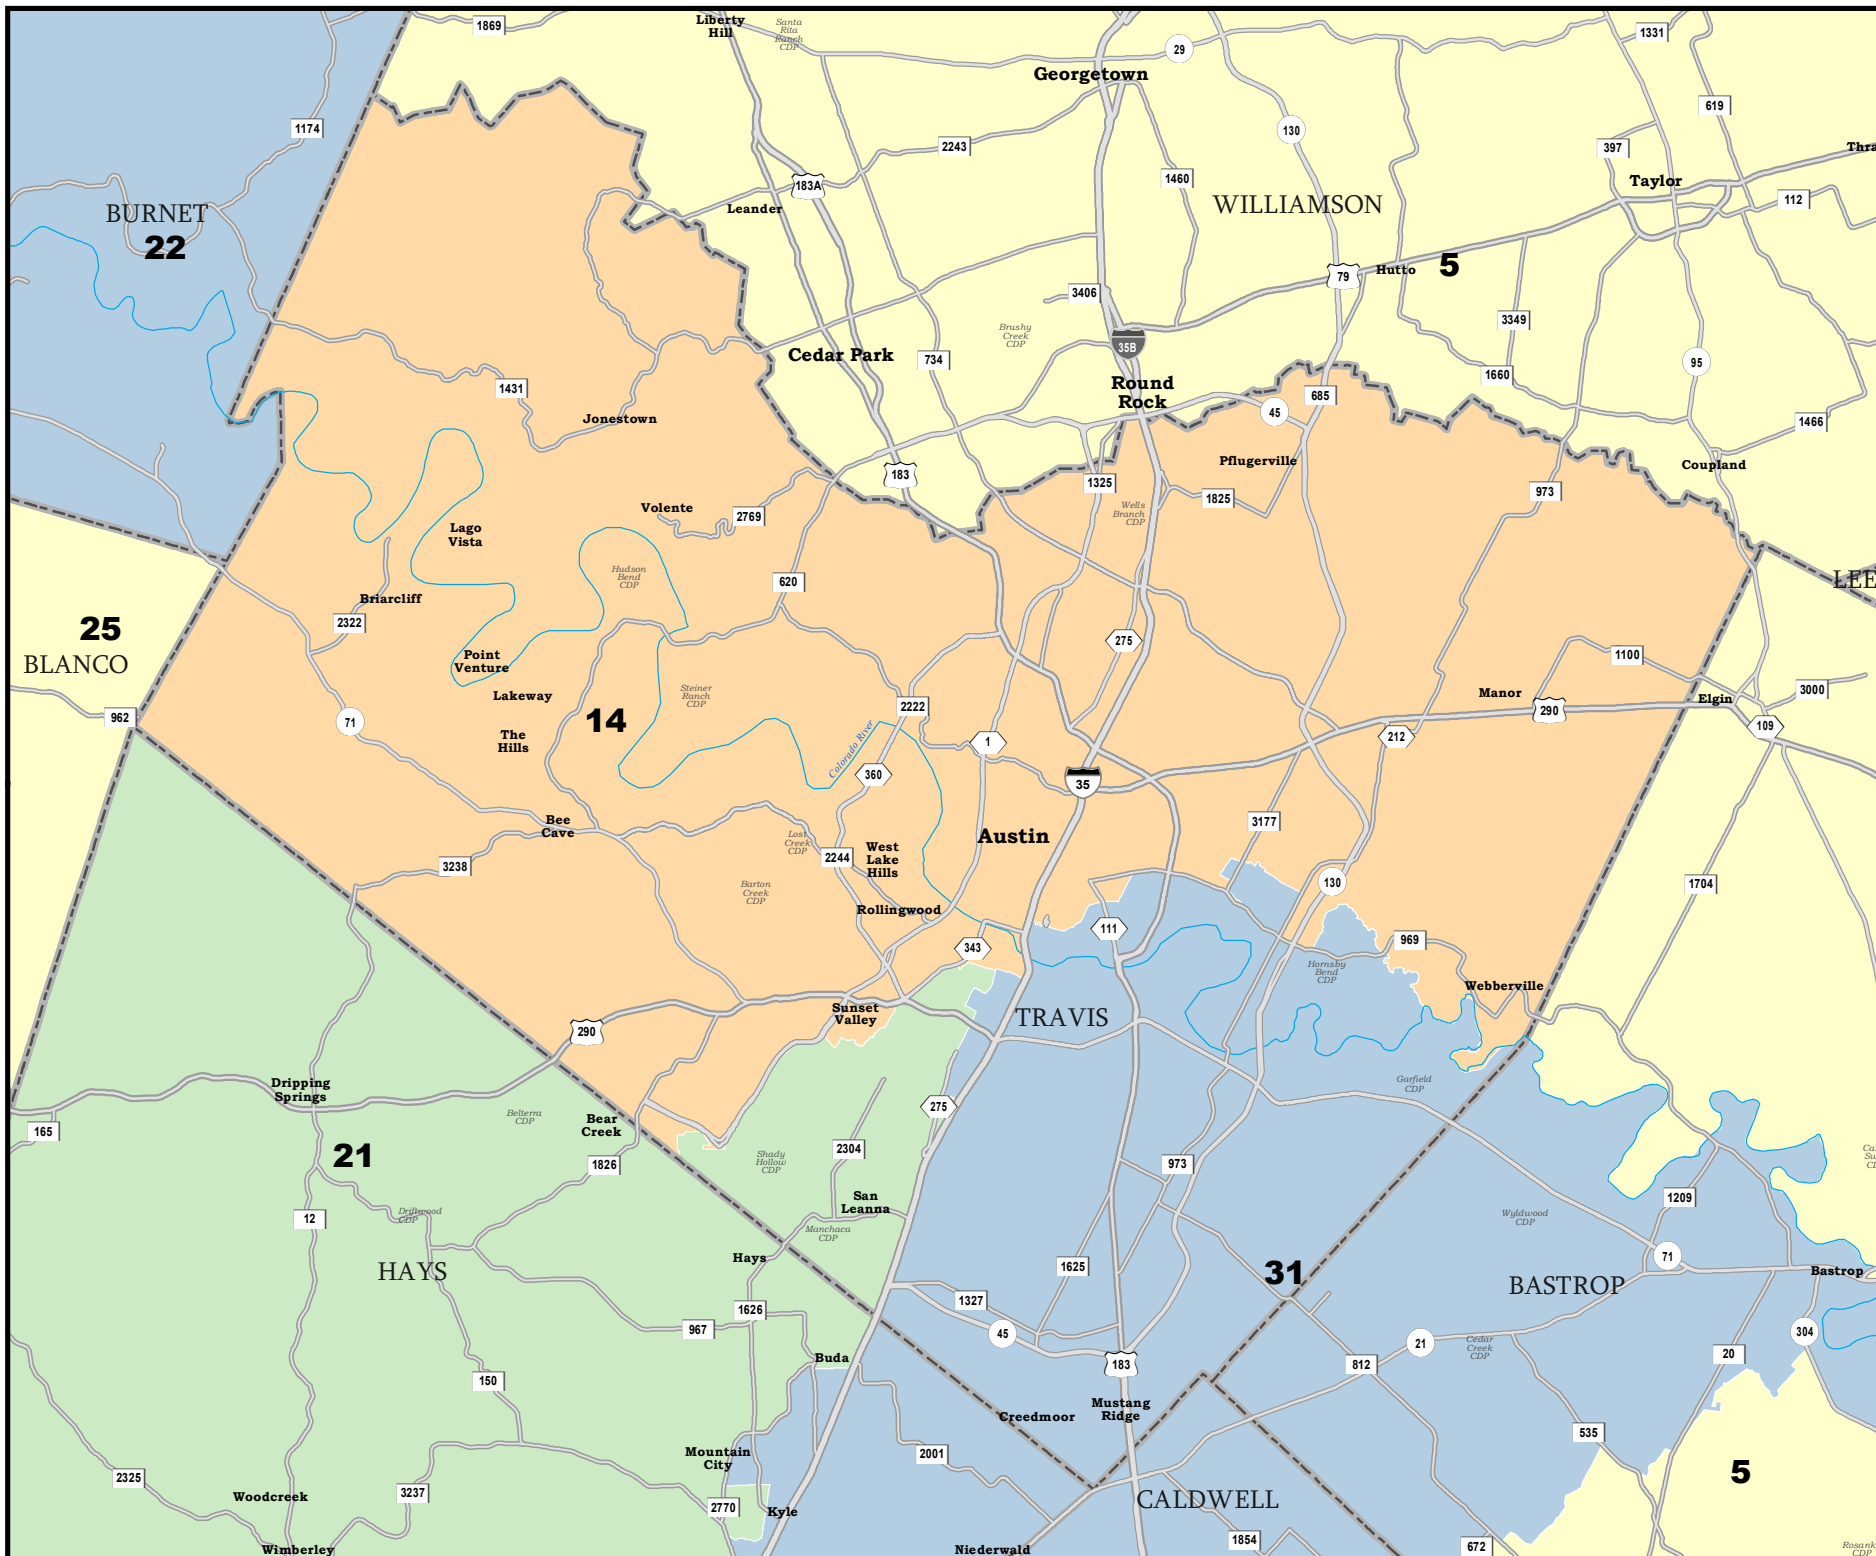 1869
Liberty
Hill
Santa
Rita
Ranch
CDP
29
1331
Georgetown
619
1174
130
2243
397
Thra
Taylor
1460
183A
112
Leander
WILLIAMSON
BURNET
22
5
Hutto
79
3406
3349
Brushy
Creek
CDP
35B
Cedar Park
734
95
1660
Round
Rock
1431
685
45
Jonestown
1466
Pflugerville
Coupland
183
1325
1825
973
Volente
2769
Wells
Branch
CDP
Lago
Vista
Hudson
Bend
CDP
620
LEE
Briarcliff
2322
25
BLANCO
275
Point
Venture
1100
Lakeway
Steiner
Ranch
CDP
Manor
Elgin
3000
962
71
14
2222
290
109
The
Hills
Colorado River
1
212
360
35
Bee
Cave
3177
Lost
Creek
CDP
Austin
2244
West
Lake
Hills
3238
130
1704
Barton
Creek
CDP
Rollingwood
111
343
969
Hornsby
Bend
CDP
Webberville
Sunset
Valley
TRAVIS
290
Dripping
Springs
Garfield
CDP
Belterra
CDP
Bear
Creek
275
165
21
2304
Shady
Hollow
CDP
1826
973
San
Leanna
1209
12
Driftwood
CDP
Manchaca
CDP
Wyldwood
CDP
Hays
71
HAYS
1625
31
BASTROP
Bastrop
1327
1626
967
45
21
304
Cedar
Creek
CDP
Buda
183
812
20
150
Mustang
Ridge
Creedmoor
535
Mountain
City
2001
5
2325
3237
Woodcreek
2770
Kyle
CALDWELL
1854
672
Wimberley
Niederwald
CDP